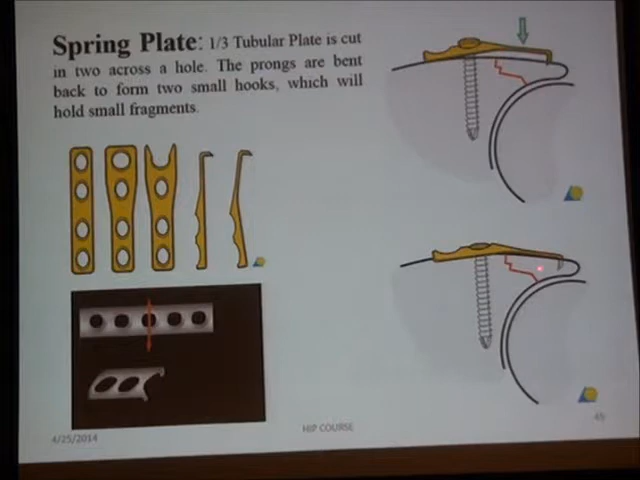 Spring Plate: 1/3 Tubular Plate is cut
in two across a hole. The prongs are bent
back to form two small hooks, which will
hold small fragments.
4/25/2014
HIP COURSE
45